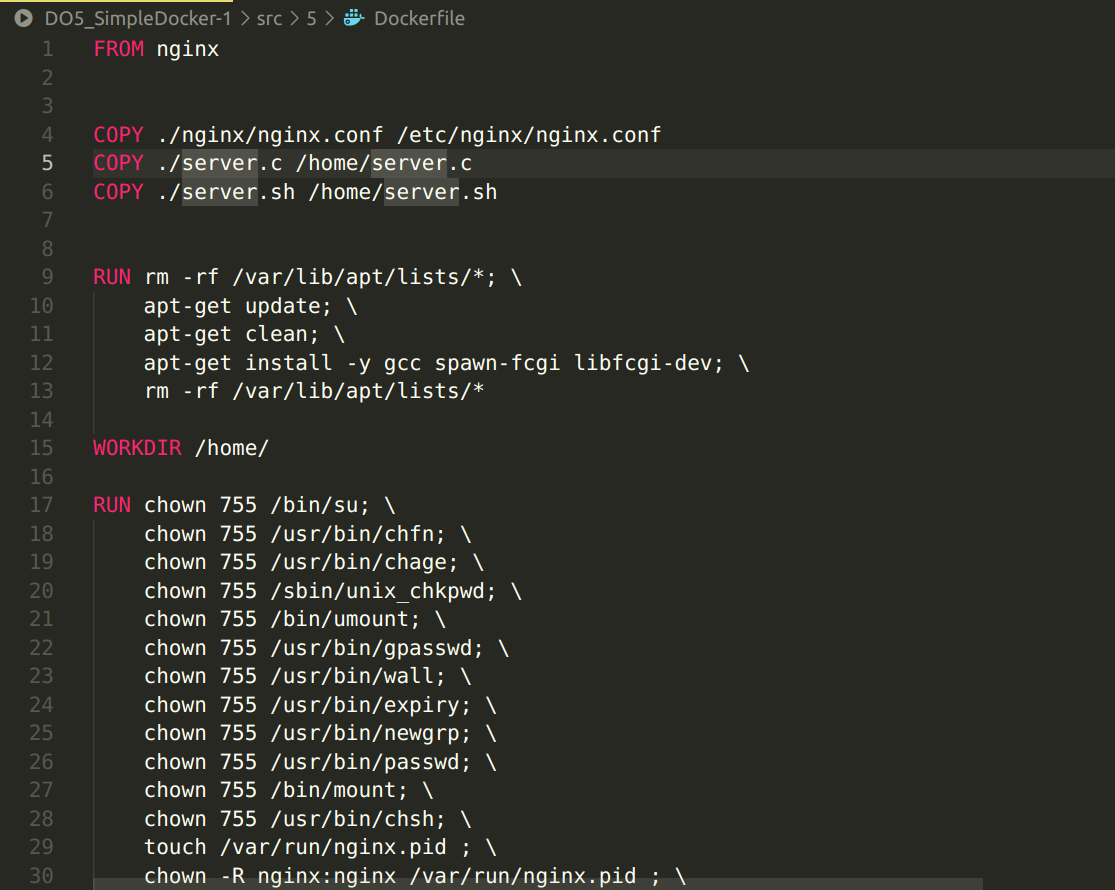 DO5_SimpleDocker-1 > src > 5 > Dockerfile
1 FROM nginx
2
3
4 COPY ./nginx/nginx.conf /etc/nginx/nginx.conf
5 COPY ./server.c /home/server.c
6 COPY ./server.sh /home/server.sh
7
8
9 RUN rm -rf /var/lib/apt/lists/*; \
10     apt-get update; \
11     apt-get clean; \
12     apt-get install -y gcc spawn-fcgi libfcgi-dev; \
13     rm -rf /var/lib/apt/lists/*
14
15 WORKDIR /home/
16
17 RUN chown 755 /bin/su; \
18     chown 755 /usr/bin/chfn; \
19     chown 755 /usr/bin/chage; \
20     chown 755 /sbin/unix_chkpwd; \
21     chown 755 /bin/umount; \
22     chown 755 /usr/bin/gpasswd; \
23     chown 755 /usr/bin/wall; \
24     chown 755 /usr/bin/expiry; \
25     chown 755 /usr/bin/newgrp; \
26     chown 755 /usr/bin/passwd; \
27     chown 755 /bin/mount; \
28     chown 755 /usr/bin/chsh; \
29     touch /var/run/nginx.pid ; \
30     chown -R nginx:nginx /var/run/nginx.pid ; \